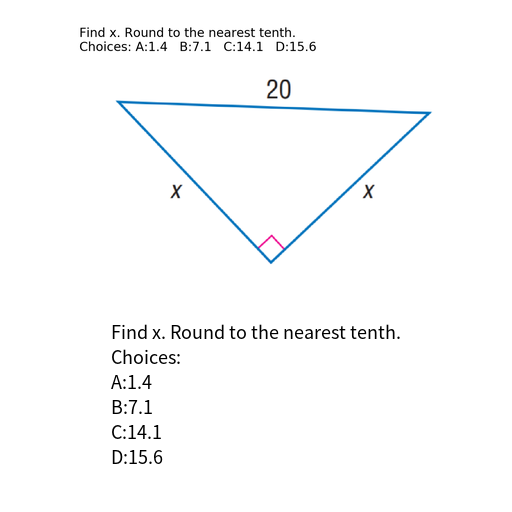 Find x. Round to the nearest tenth.
Choices: A:1.4   B:7.1   C:14.1   D:15.6
20
x
x
Find x. Round to the nearest tenth.
Choices:
A:1.4
B:7.1
C:14.1
D:15.6